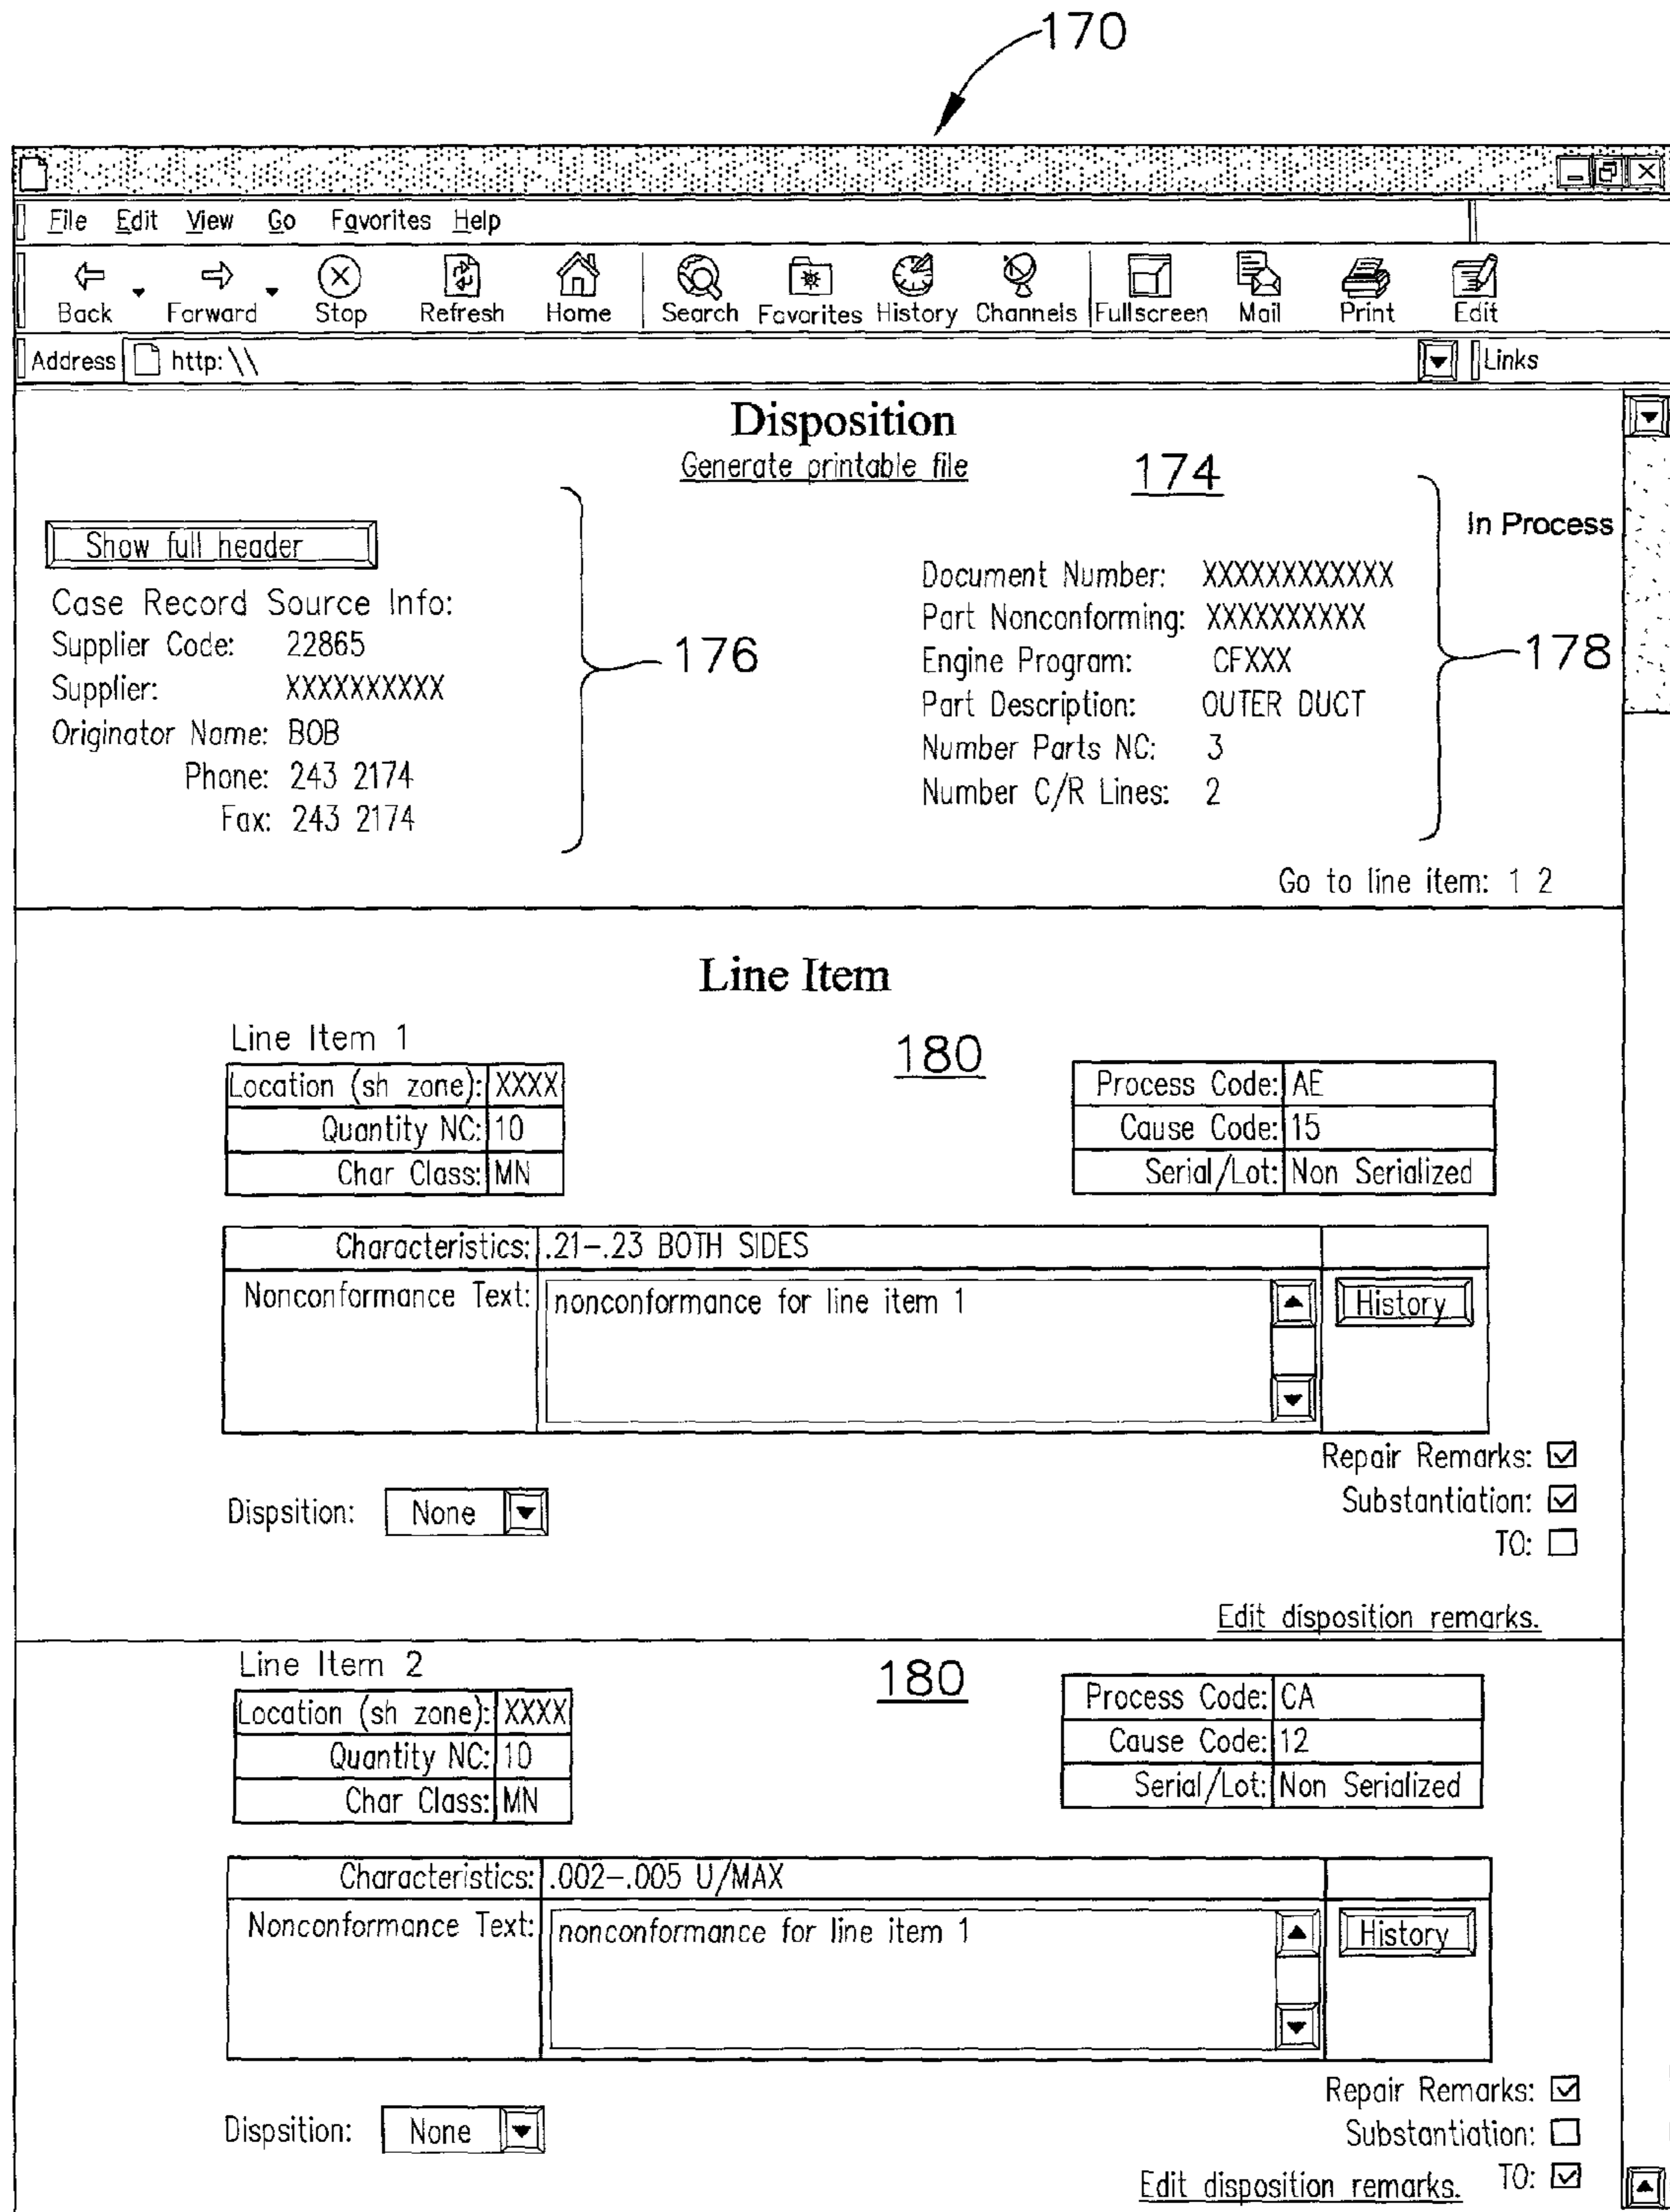 170
File Edit View Go Favorites Help
Back Forward Stop Refresh Home Search Favorites History Channels Fullscreen Mail Print Edit
Address http:\\ Links
Disposition
Generate printable file 174
In Process
Show full header
Document Number: XXXXXXXXXXXX
Case Record Source Info:
Part Nonconforming: XXXXXXXXXX
Supplier Code: 22865 176
Engine Program: CFXXX 178
Supplier: XXXXXXXXXX
Part Description: OUTER DUCT
Originator Name: BOB
Number Parts NC: 3
Phone: 243 2174
Number C/R Lines: 2
Fax: 243 2174
Go to line item: 1 2
Line Item
Line Item 1 180
Location (sh zone): XXXX Process Code: AE
Quantity NC: 10 Cause Code: 15
Char Class: MN Serial/Lot: Non Serialized
Characteristics: .21-.23 BOTH SIDES
Nonconformance Text: nonconformance for line item 1 History
Repair Remarks:
Dispsition: None Substantiation:
TO:
Edit disposition remarks.
Line Item 2 180
Location (sh zone): XXXX Process Code: CA
Quantity NC: 10 Cause Code: 12
Char Class: MN Serial/Lot: Non Serialized
Characteristics: .002-.005 U/MAX
Nonconformance Text: nonconformance for line item 1 History
Repair Remarks:
Dispsition: None Substantiation:
Edit disposition remarks. TO: